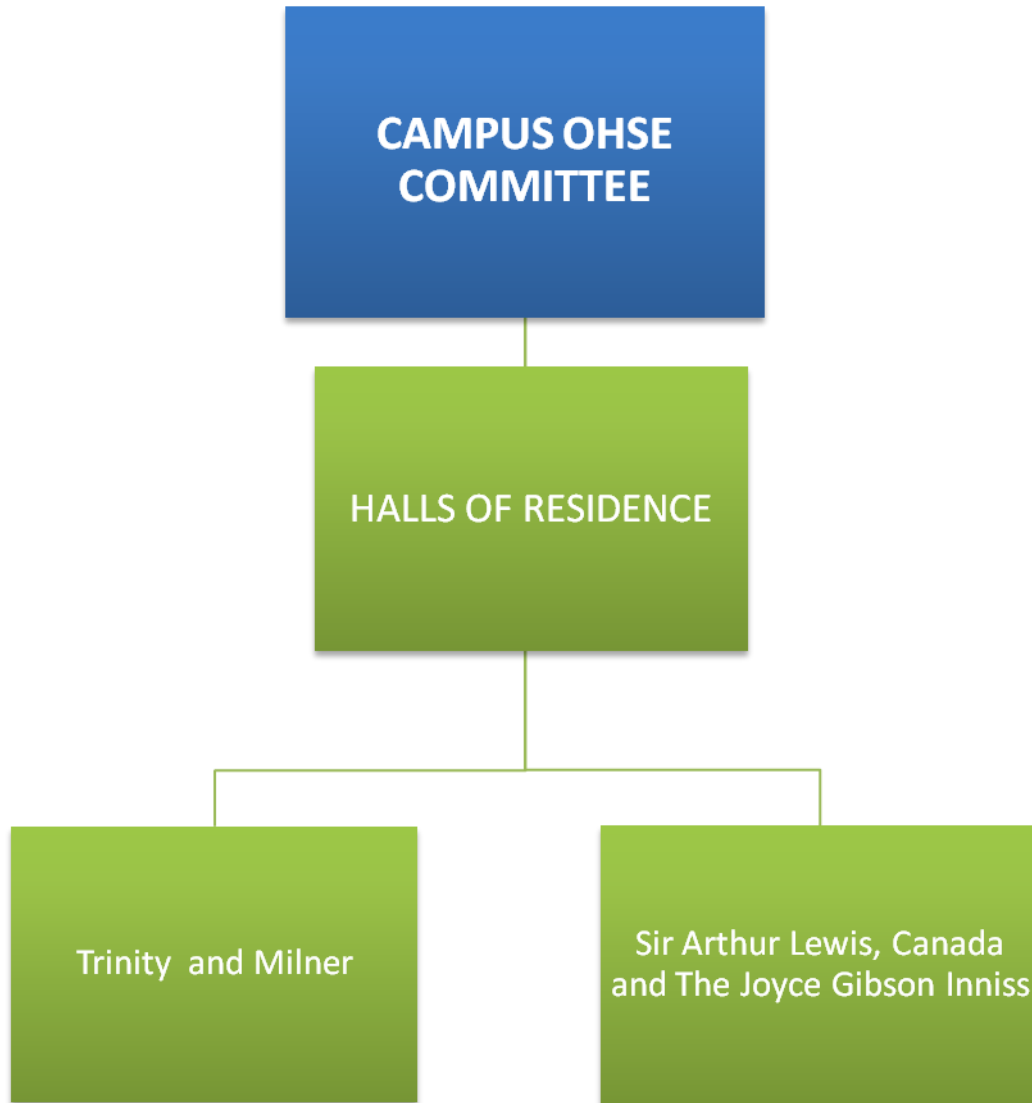 CAMPUS OHSE
COMMITTEE
HALLS OF RESIDENCE
Trinity and Milner
Sir Arthur Lewis, Canada
and The Joyce Gibson Inniss